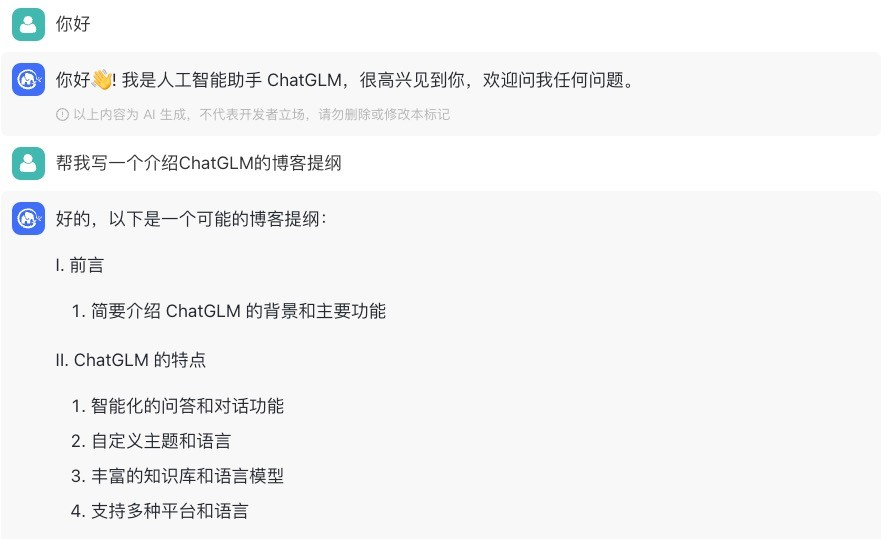 你好
你好👋! 我是人工智能助手 ChatGLM，很高兴见到你，欢迎问我任何问题。
以上内容为 AI 生成，不代表开发者立场，请勿删除或修改本标记
帮我写一个介绍ChatGLM的博客提纲
好的，以下是一个可能的博客提纲：
I. 前言
1. 简要介绍 ChatGLM 的背景和主要功能
II. ChatGLM 的特点
1. 智能化的问答和对话功能
2. 自定义主题和语言
3. 丰富的知识库和语言模型
4. 支持多种平台和语言